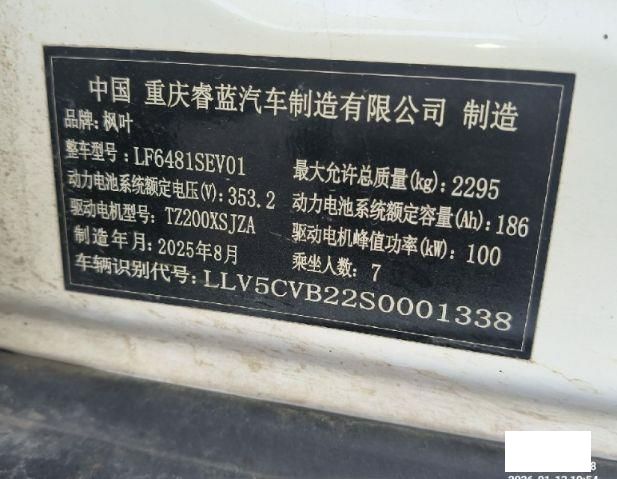 中国 重庆睿蓝汽车制造有限公司 制造
品牌:枫叶
整车型号:LF6481SEV01
最大允许总质量(kg):2295
动力电池系统额定电压(V):353.2
动力电池系统额定容量(Ah):186
驱动电机型号:TZ200XSJZA
驱动电机峰值功率(kW):100
制造年月:2025年8月
乘坐人数:7
车辆识别代号:LLV5CVB22S0001338